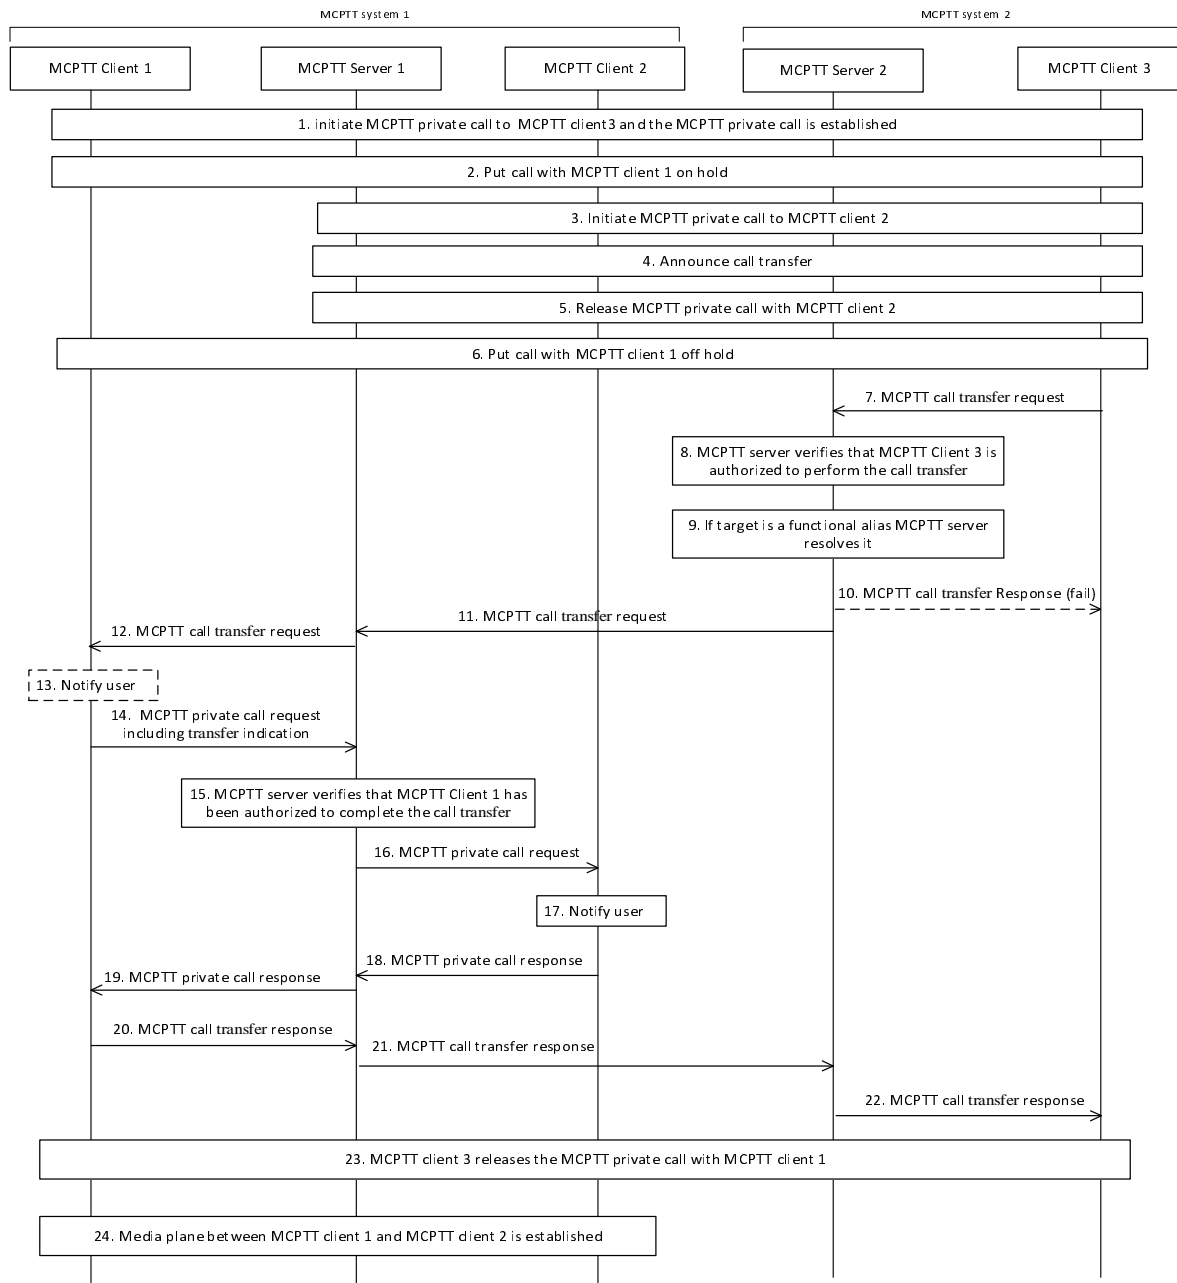 MCPTT system 1
MCPTT system 2
MCPTT Client 1
MCPTT Server 1
MCPTT Client 2
MCPTT Server 2
MCPTT Client 3
1. initiate MCPTT private call to MCPTT client3 and the MCPTT private call is established
2. Put call with MCPTT client 1 on hold
3. Initiate MCPTT private call to MCPTT client 2
4. Announce call transfer
5. Release MCPTT private call with MCPTT client 2
6. Put call with MCPTT client 1 off hold
7. MCPTT call transfer request
8. MCPTT server verifies that MCPTT Client 3 is
authorized to perform the call transfer
9. If target is a functional alias MCPTT server
resolves it
10. MCPTT call transfer Response (fail)
11. MCPTT call transfer request
12. MCPTT call transfer request
13. Notify user
14. MCPTT private call request
including transfer indication
15. MCPTT server verifies that MCPTT Client 1 has
been authorized to complete the call transfer
16. MCPTT private call request
17. Notify user
18. MCPTT private call response
19. MCPTT private call response
20. MCPTT call transfer response
21. MCPTT call transfer response
22. MCPTT call transfer response
23. MCPTT client 3 releases the MCPTT private call with MCPTT client 1
24. Media plane between MCPTT client 1 and MCPTT client 2 is established